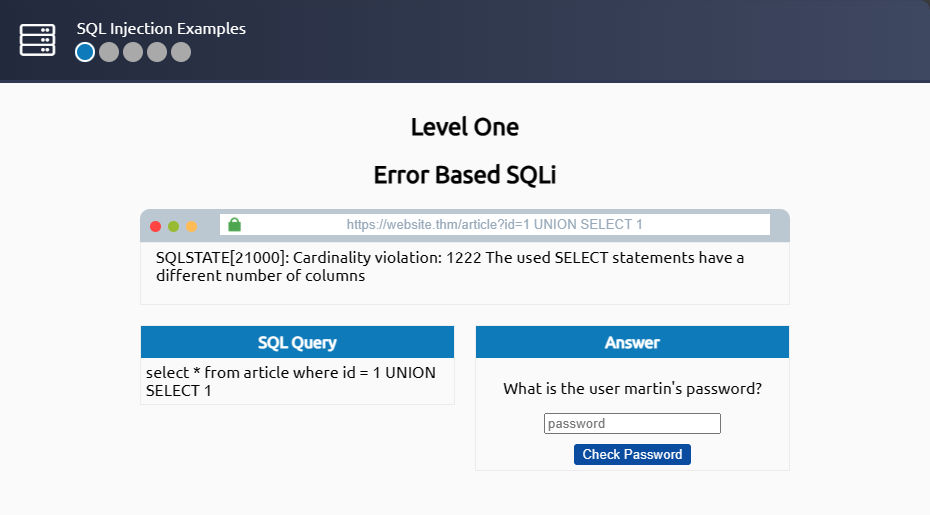 SQL Injection Examples
Level One
Error Based SQLi
https://website.thm/article?id=1 UNION SELECT 1
SQLSTATE[21000]: Cardinality violation: 1222 The used SELECT statements have a
different number of columns
SQL Query
select * from article where id = 1 UNION
SELECT 1
Answer
What is the user martin's password?
password
Check Password